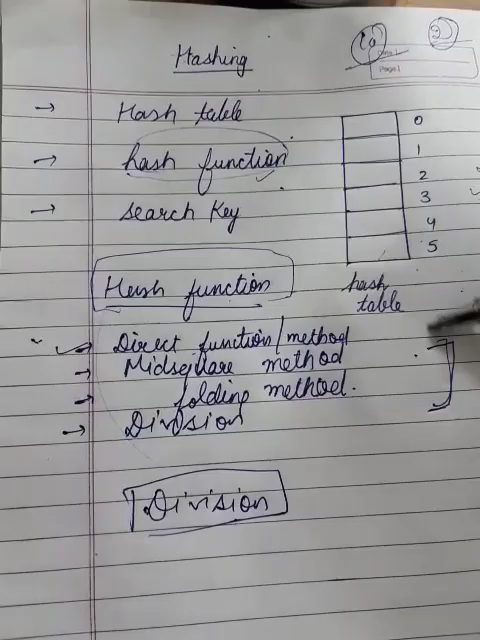 Hashing
Page
→ Hash table
→ hash function
→ search Key
0
1
2
3
4
5
hash
table
Hash function
→ Direct function/method
→ Midsquare method
→ folding method.
→ Division
Division